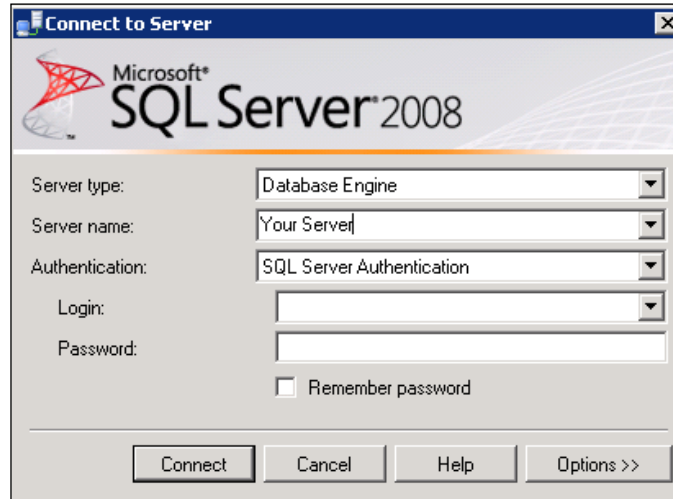 Connect to Server
Microsoft®
SQL Server®2008
Server type: Database Engine
Server name: Your Server
Authentication: SQL Server Authentication
Login:
Password:
Remember password
Connect Cancel Help Options >>